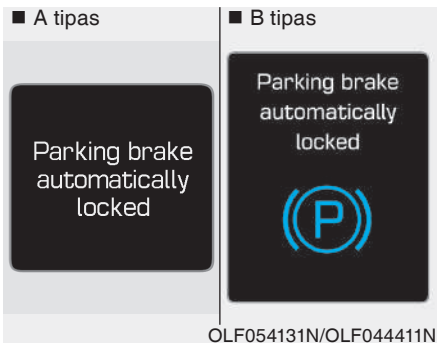 ■ A tipas
Parking brake
automatically
locked
■ B tipas
Parking brake
automatically
locked
P
OLF054131N/OLF044411N